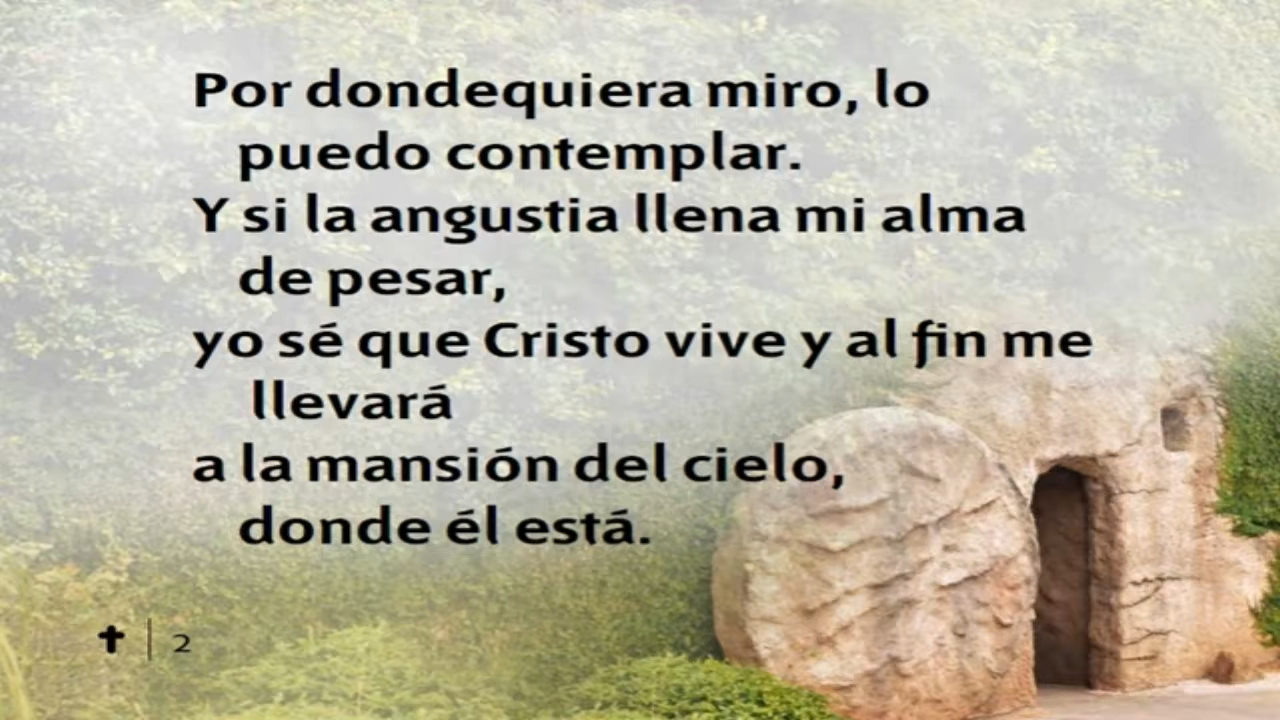 Por dondequiera miro, lo
puedo contemplar.
Y si la angustia llena mi alma
de pesar,
yo sé que Cristo vive y al fin me
llevará
a la mansión del cielo,
donde él está.
✝ | 2